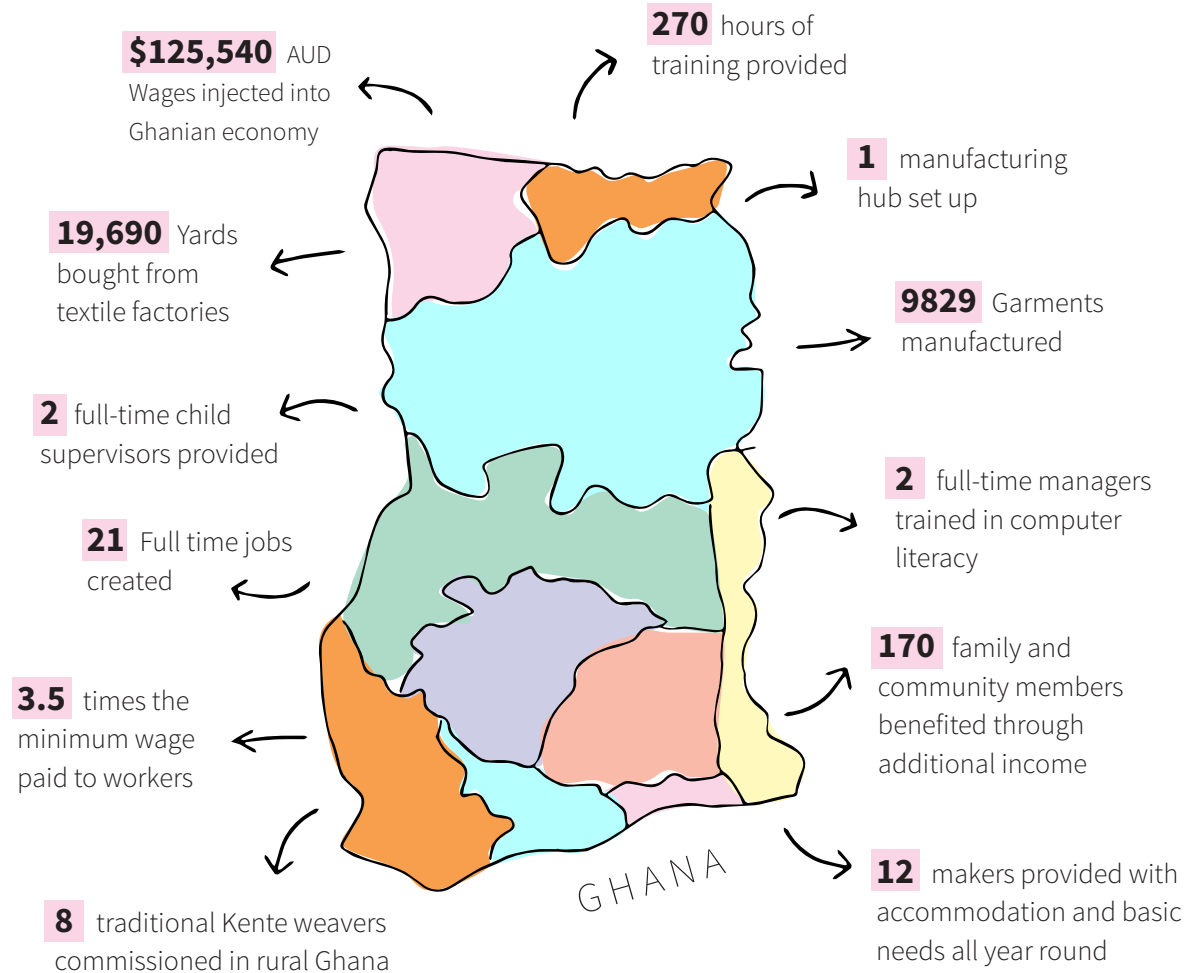 $125,540 AUD
Wages injected into
Ghanian economy
270 hours of
training provided
1 manufacturing
hub set up
19,690 Yards
bought from
textile factories
9829 Garments
manufactured
2 full-time child
supervisors provided
2 full-time managers
trained in computer
literacy
21 Full time jobs
created
170 family and
community members
benefited through
additional income
3.5 times the
minimum wage
paid to workers
GHANA
12 makers provided with
accommodation and basic
needs all year round
8 traditional Kente weavers
commissioned in rural Ghana